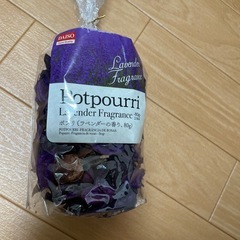 DAISO
Lavender
Fragrance
Potpourri
Lavender Fragrance
ポプリ(ラベンダーの香り、80g)